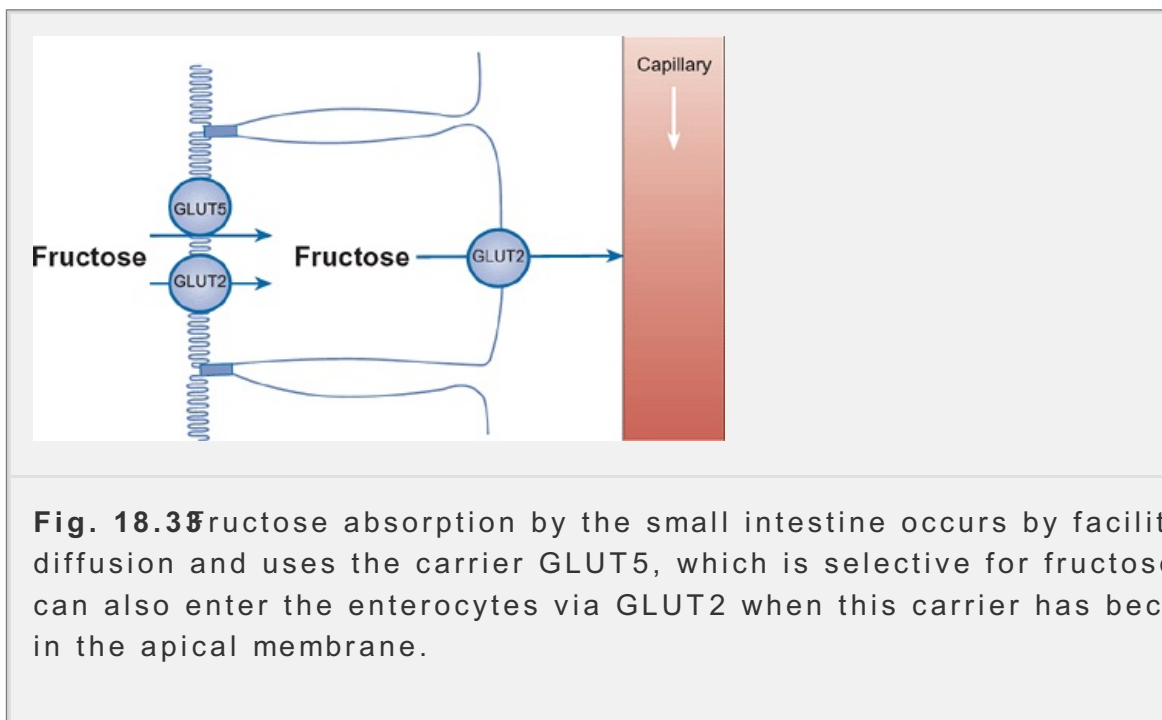 Capillary
GLUT5
Fructose
Fructose
GLUT2
GLUT2
Fig. 18.33 Fructose absorption by the small intestine occurs by facilit
diffusion and uses the carrier GLUT5, which is selective for fructose
can also enter the enterocytes via GLUT2 when this carrier has bec
in the apical membrane.